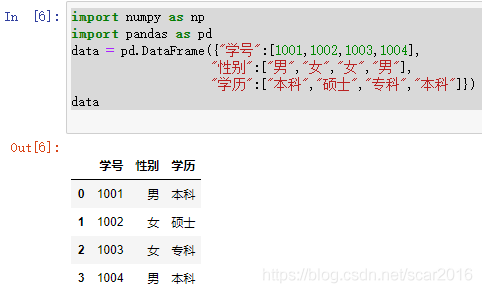 In [6]: import numpy as np
import pandas as pd
data = pd.DataFrame({"学号":[1001,1002,1003,1004],
"性别":["男","女","女","男"],
"学历":["本科","硕士","专科","本科"]})
data
Out[6]:
学号 性别 学历
0 1001 男 本科
1 1002 女 硕士
2 1003 女 专科
3 1004 男 本科
https://blog.csdn.net/scar2016